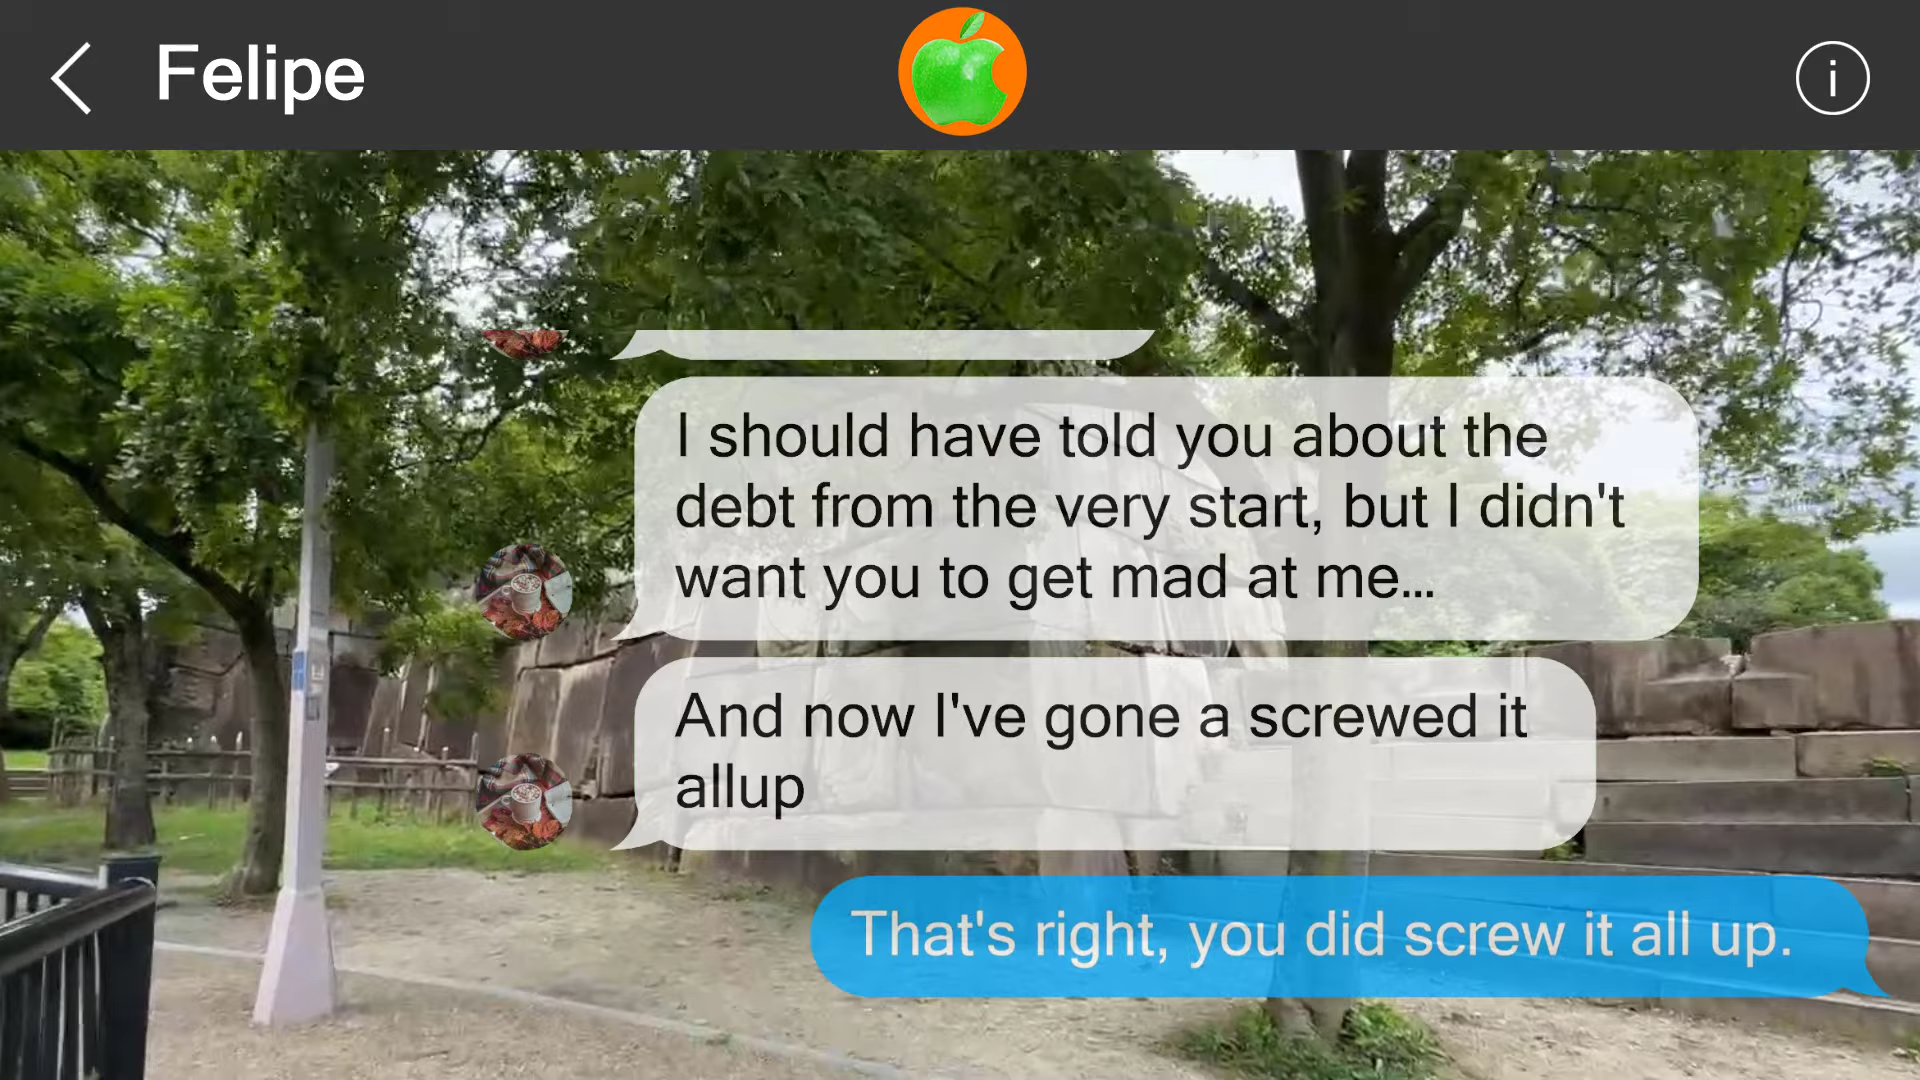 Felipe
i
I should have told you about the
debt from the very start, but I didn't
want you to get mad at me...
And now I've gone a screwed it
allup
That's right, you did screw it all up.